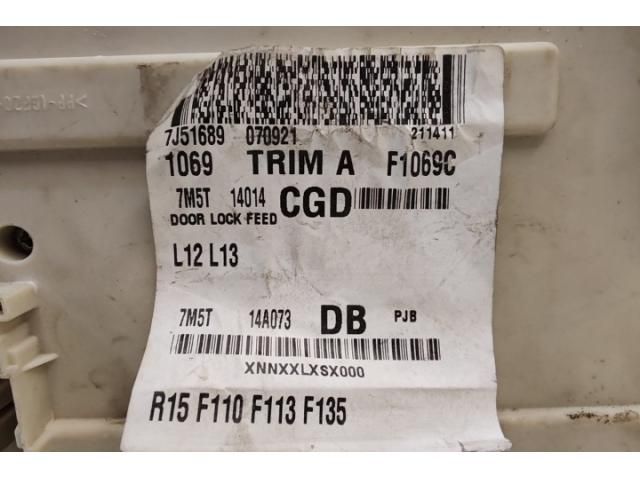 7J51689 070921 211411
1069 TRIM A F1069C
7M5T 14014 CGD
DOOR LOCK FEED
L12 L13
7M5T 14A073 DB PJB
XNNXXLXSX000
R15 F110 F113 F135